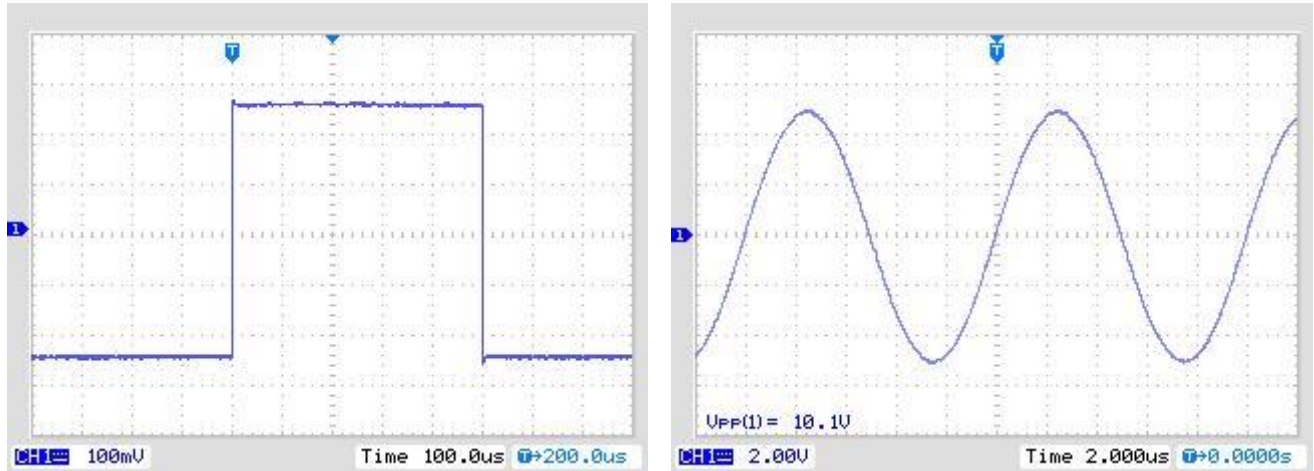 T
1
CH1 100mV Time 100.0us T→200.0us
T
1
VPP(1)= 10.1V
CH1 2.00V Time 2.000us T→0.0000s